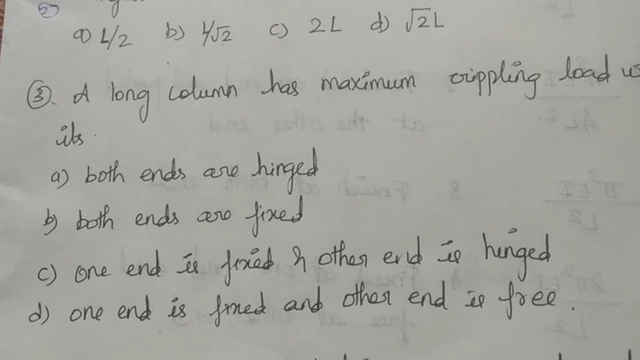 2)
a) L/2 b) L/√2 c) 2L d) √2L
③. A long column has maximum crippling load
its.
a) both ends are hinged
b) both ends are fixed
c) one end is fixed & other end is hinged
d) one end is fixed and other end is free.